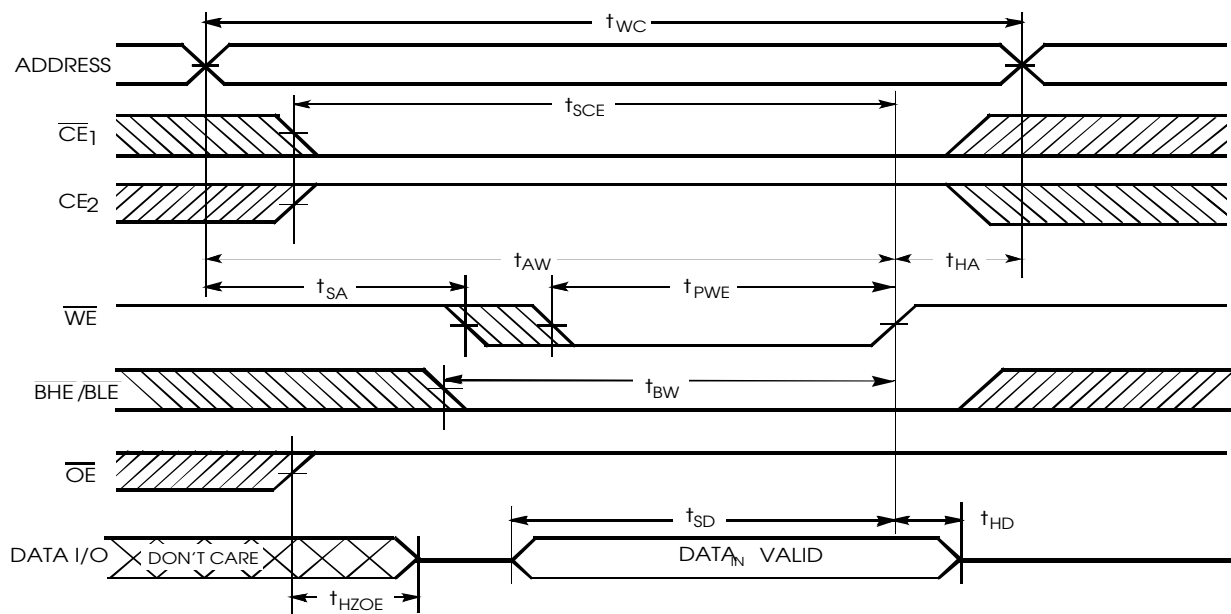 tWC
ADDRESS
tSCE
CE1
CE2
tAW
tHA
tSA
tPWE
WE
tBW
BHE/BLE
OE
tSD
tHD
DATA I/O
DON'T CARE
DATAIN VALID
tHZOE